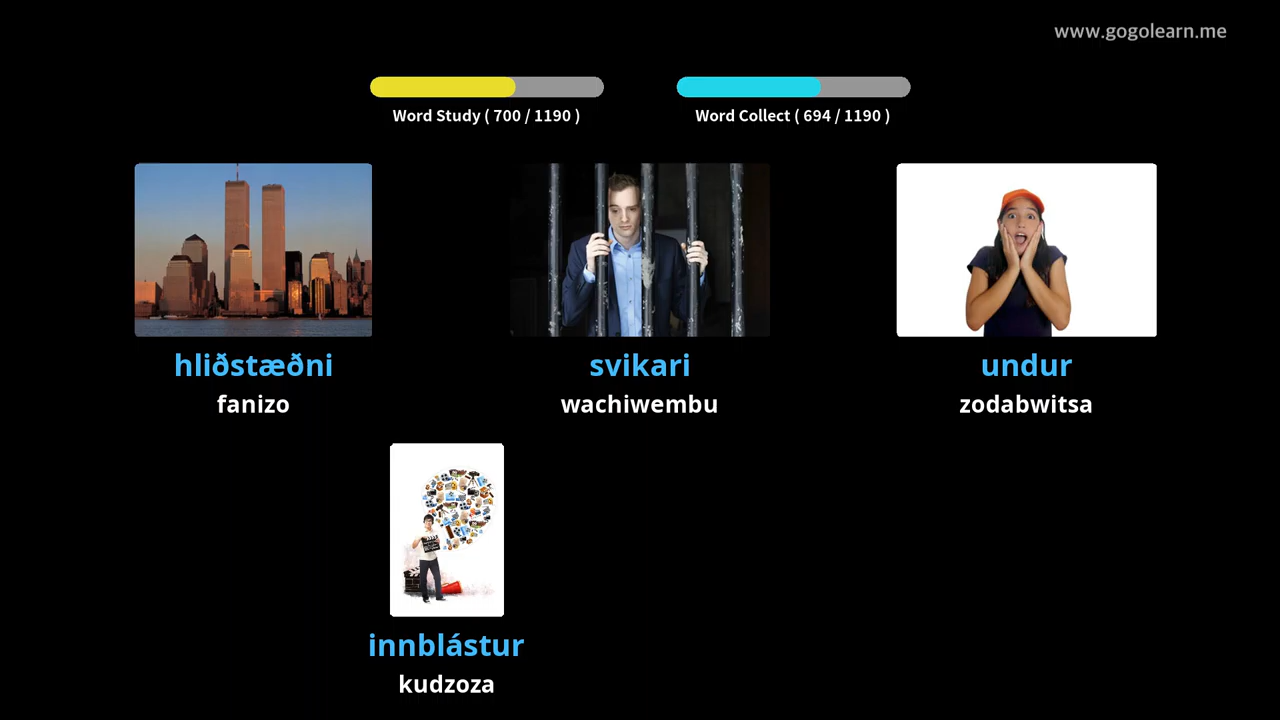 www.gogolearn.me
Word Study ( 700 / 1190 )
Word Collect ( 694 / 1190 )
hliðstæðni
svikari
undur
fanizo
wachiwembu
zodabwitsa
innblástur
kudzoza